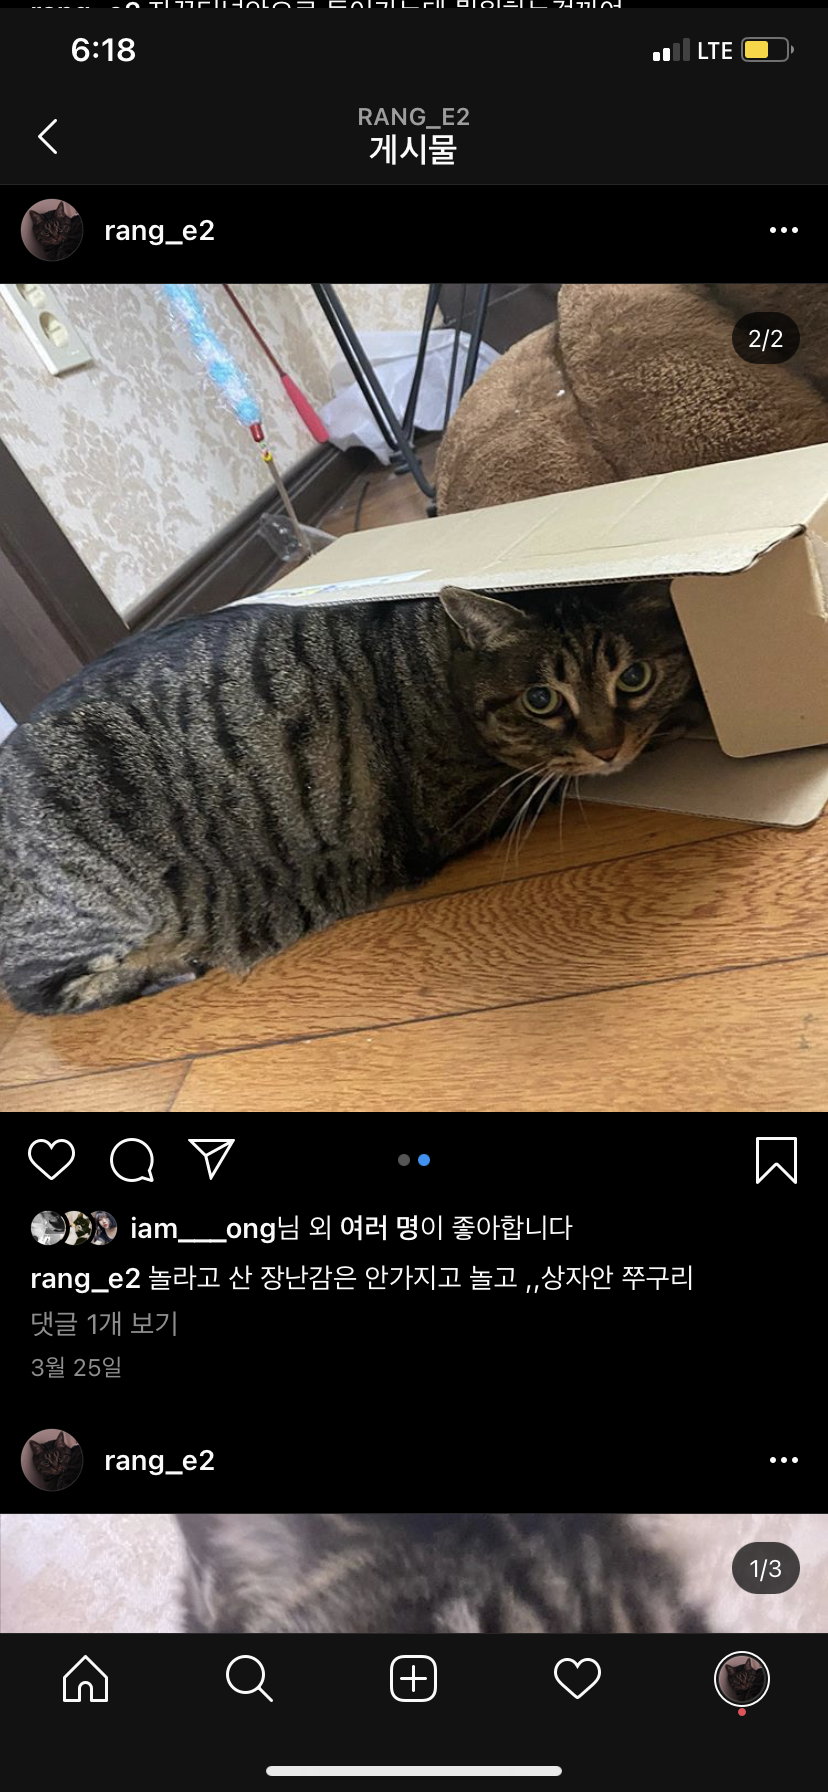 6:18
LTE
RANG_E2
게시물
rang_e2
2/2
iam___ong님 외 여러 명이 좋아합니다
rang_e2 놀라고 산 장난감은 안가지고 놀고 ,,상자안 쭈구리
댓글 1개 보기
3월 25일
rang_e2
1/3